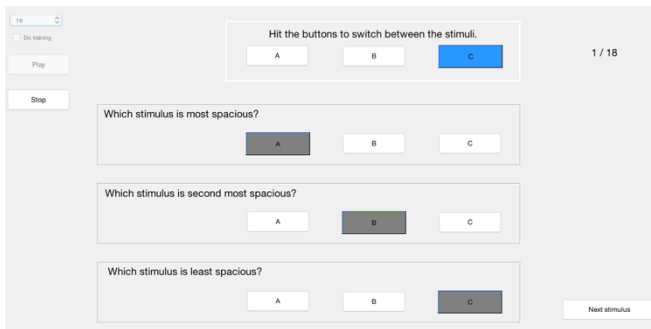 19
Do training
Play
Stop
Hit the buttons to switch between the stimuli.
A B C
1 / 18
Which stimulus is most spacious?
A B C
Which stimulus is second most spacious?
A B C
Which stimulus is least spacious?
A B C
Next stimulus